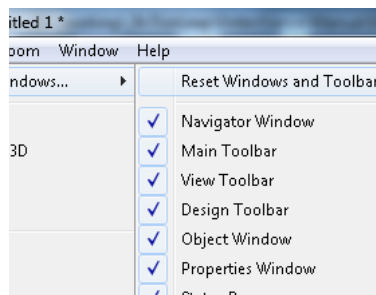 itled 1 *
oom Window Help
ndows... Reset Windows and Toolbar
Navigator Window
3D Main Toolbar
View Toolbar
Design Toolbar
Object Window
Properties Window